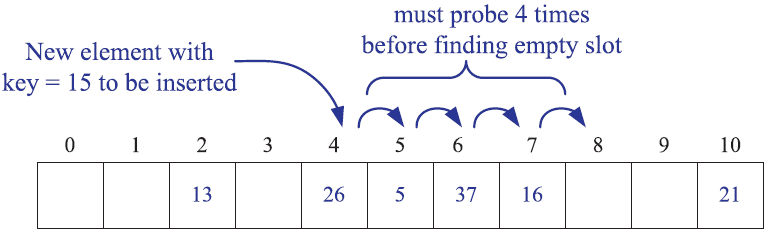 must probe 4 times
before finding empty slot
New element with
key = 15 to be inserted
0 1 2 3 4 5 6 7 8 9 10
13 26 5 37 16 21